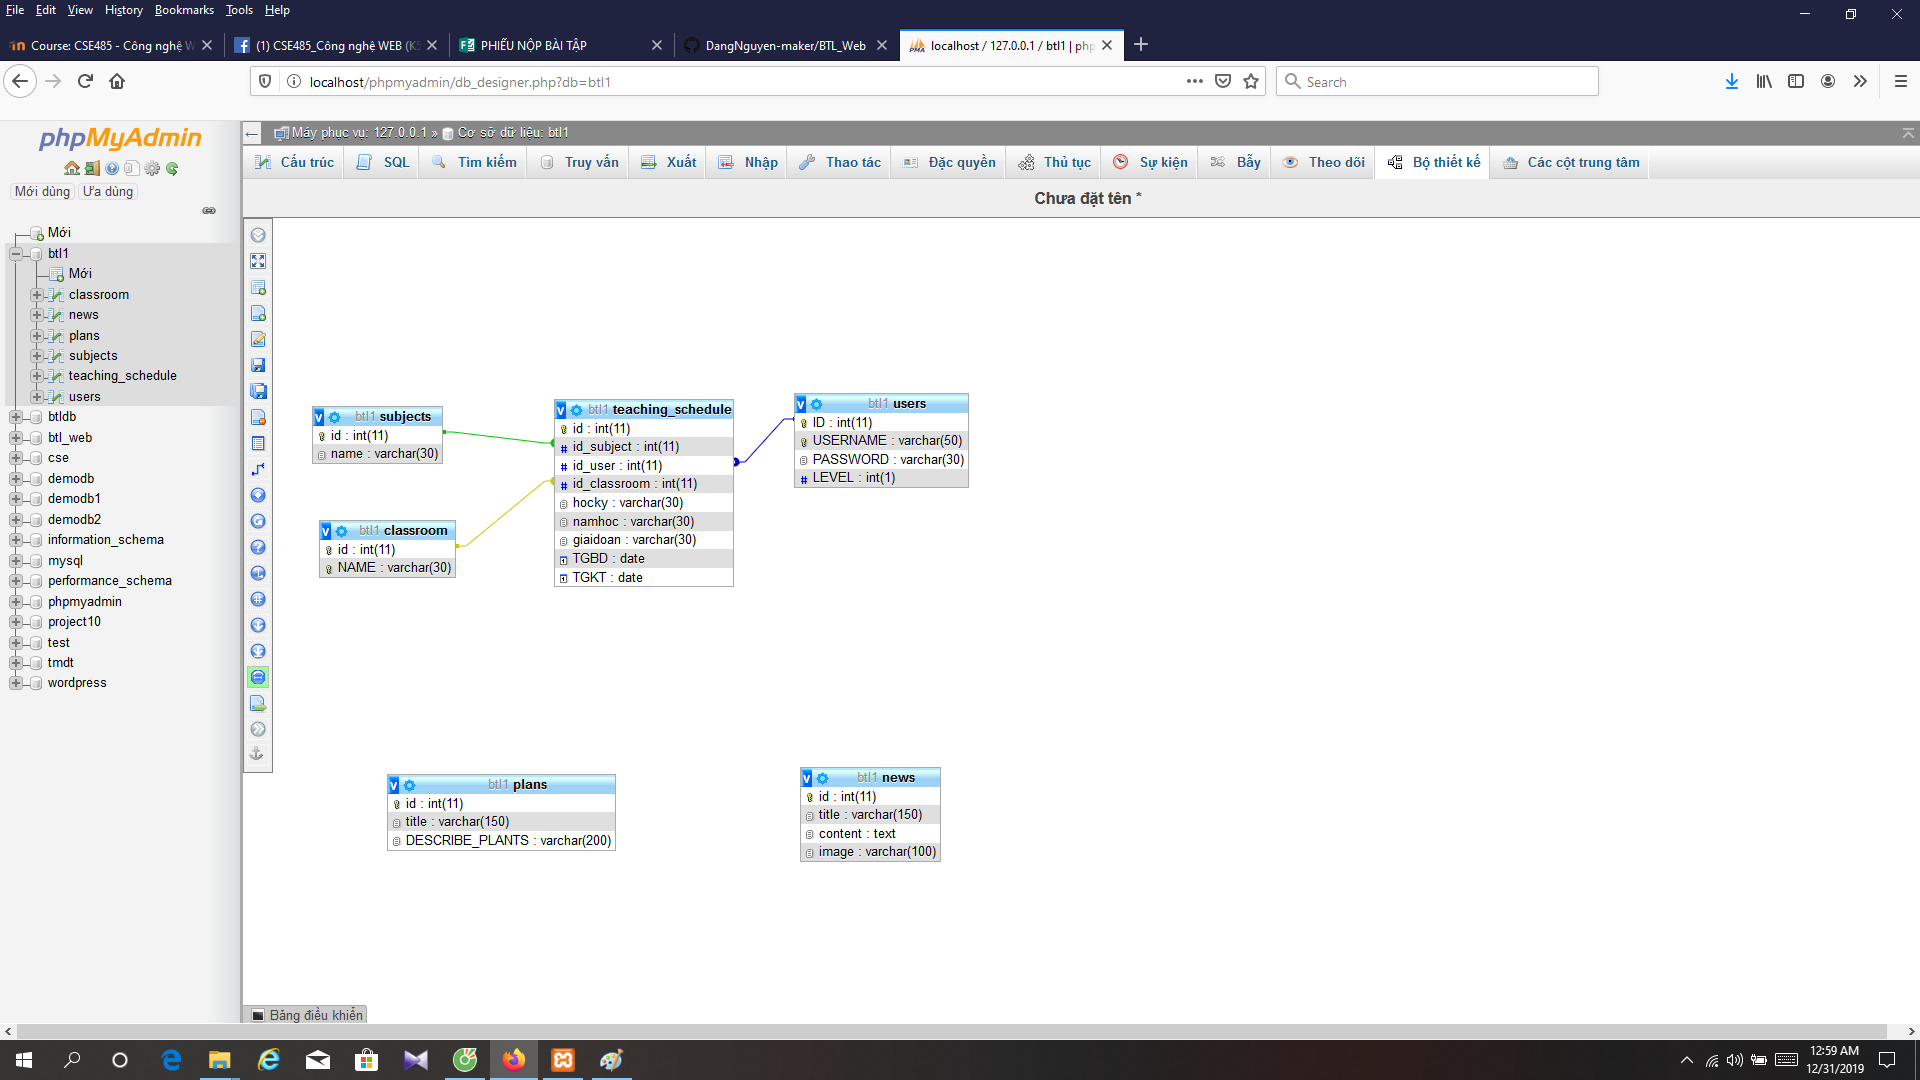 File Edit View History Bookmarks Tools Help
Course: CSE485 - Công nghệ W
(1) CSE485_Công nghệ WEB (K5
PHIẾU NỘP BÀI TẬP
DangNguyen-maker/BTL_Web
localhost / 127.0.0.1 / btl1 | php
localhost/phpmyadmin/db_designer.php?db=btl1
Search
phpMyAdmin
Mới dùng Ưa dùng
Mới
btl1
Mới
classroom
news
plans
subjects
teaching_schedule
users
btldb
btl_web
cse
demodb
demodb1
demodb2
information_schema
mysql
performance_schema
phpmyadmin
project10
test
tmdt
wordpress
Máy phục vụ: 127.0.0.1 » Cơ sở dữ liệu: btl1
Cấu trúc SQL Tìm kiếm Truy vấn Xuất Nhập Thao tác Đặc quyền Thủ tục Sự kiện Bẫy Theo dõi Bộ thiết kế Các cột trung tâm
Chưa đặt tên *
btl1 subjects
id : int(11)
name : varchar(30)
btl1 classroom
id : int(11)
NAME : varchar(30)
btl1 teaching_schedule
id : int(11)
id_subject : int(11)
id_user : int(11)
id_classroom : int(11)
hocky : varchar(30)
namhoc : varchar(30)
giaidoan : varchar(30)
TGBD : date
TGKT : date
btl1 users
ID : int(11)
USERNAME : varchar(50)
PASSWORD : varchar(30)
LEVEL : int(1)
btl1 plans
id : int(11)
title : varchar(150)
DESCRIBE_PLANTS : varchar(200)
btl1 news
id : int(11)
title : varchar(150)
content : text
image : varchar(100)
Bảng điều khiển
12:59 AM
12/31/2019